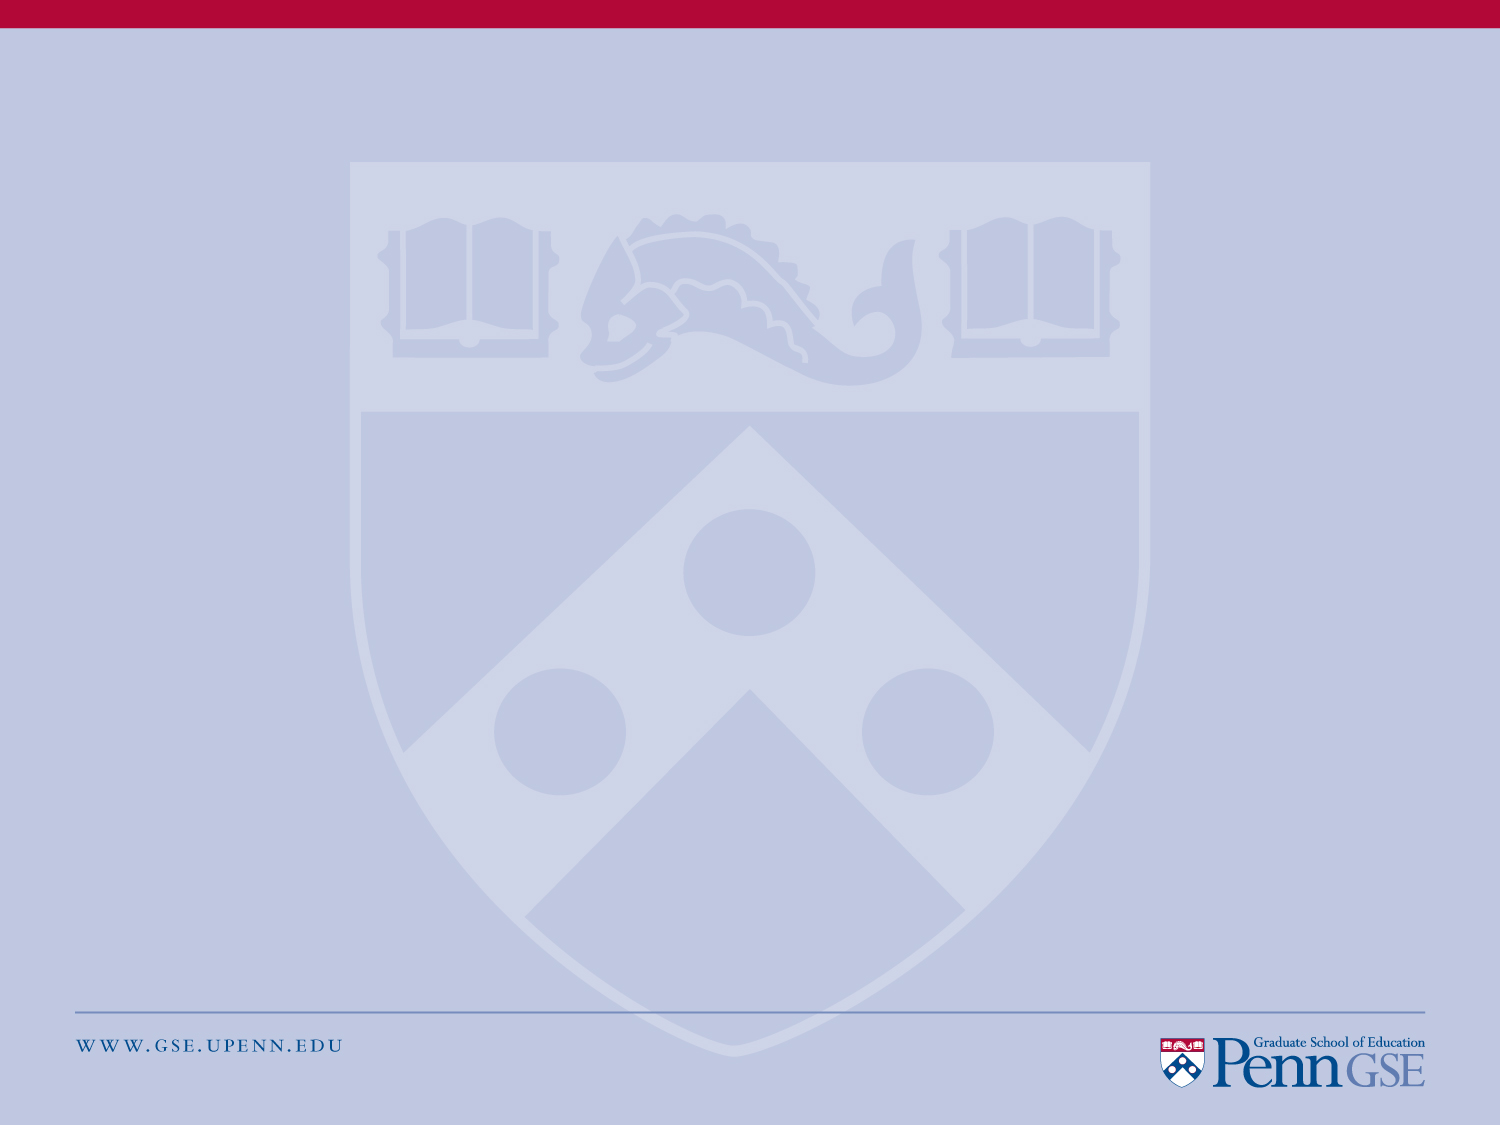 WWW.GSE.UPENN.EDU
Graduate School of Education
Penn GSE